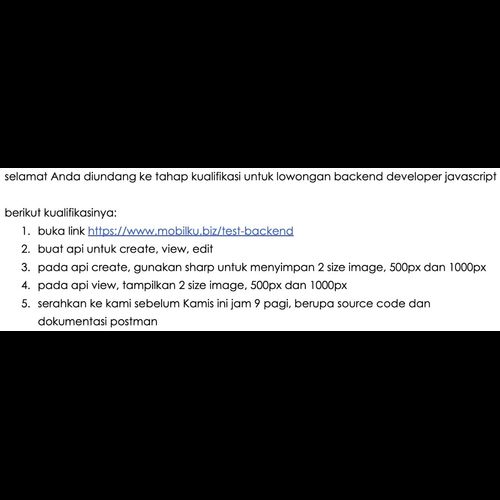 selamat Anda diundang ke tahap kualifikasi untuk lowongan backend developer javascript
berikut kualifikasinya:
1. buka link https://www.mobilku.biz/test-backend
2. buat api untuk create, view, edit
3. pada api create, gunakan sharp untuk menyimpan 2 size image, 500px dan 1000px
4. pada api view, tampilkan 2 size image, 500px dan 1000px
5. serahkan ke kami sebelum Kamis ini jam 9 pagi, berupa source code dan
dokumentasi postman